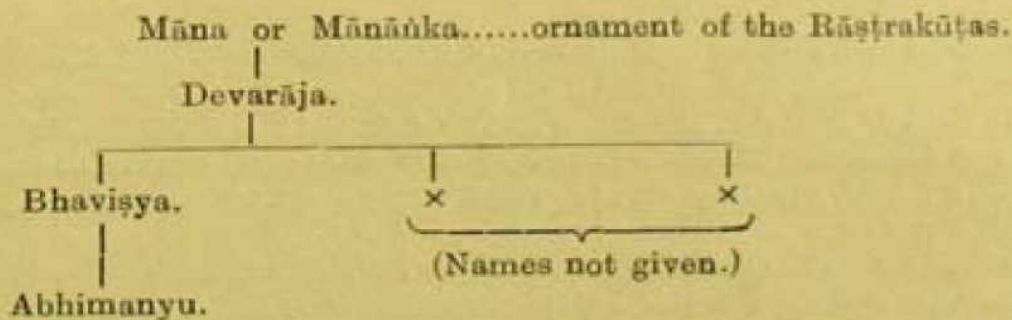 Māna or Mānāṅka......ornament of the Rāṣṭrakūṭas.
Devarāja.
Bhaviṣya. × ×
(Names not given.)
Abhimanyu.